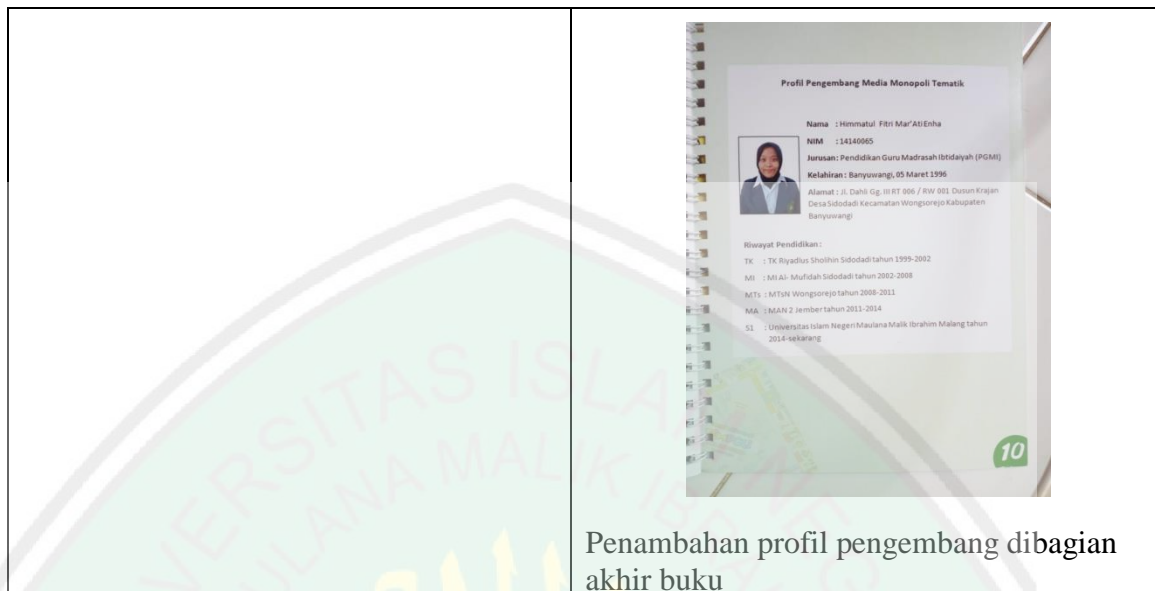 Profil Pengembang Media Monopoli Tematik
Nama : Himmatul Fitri Mar'Ati Enha
NIM : 14140065
Jurusan : Pendidikan Guru Madrasah Ibtidaiyah (PGMI)
Kelahiran : Banyuwangi, 05 Maret 1996
Alamat : Jl. Dahli Gg. III RT 006 / RW 001 Dusun Krajan
Desa Sidodadi Kecamatan Wongsorejo Kabupaten
Banyuwangi
Riwayat Pendidikan :
TK : TK Riyadlus Sholihin Sidodadi tahun 1999-2002
MI : MI Al- Mufidah Sidodadi tahun 2002-2008
MTs : MTsN Wongsorejo tahun 2008-2011
MA : MAN 2 Jember tahun 2011-2014
S1 : Universitas Islam Negeri Maulana Malik Ibrahim Malang tahun
2014-sekarang
10
Penambahan profil pengembang dibagian
akhir buku